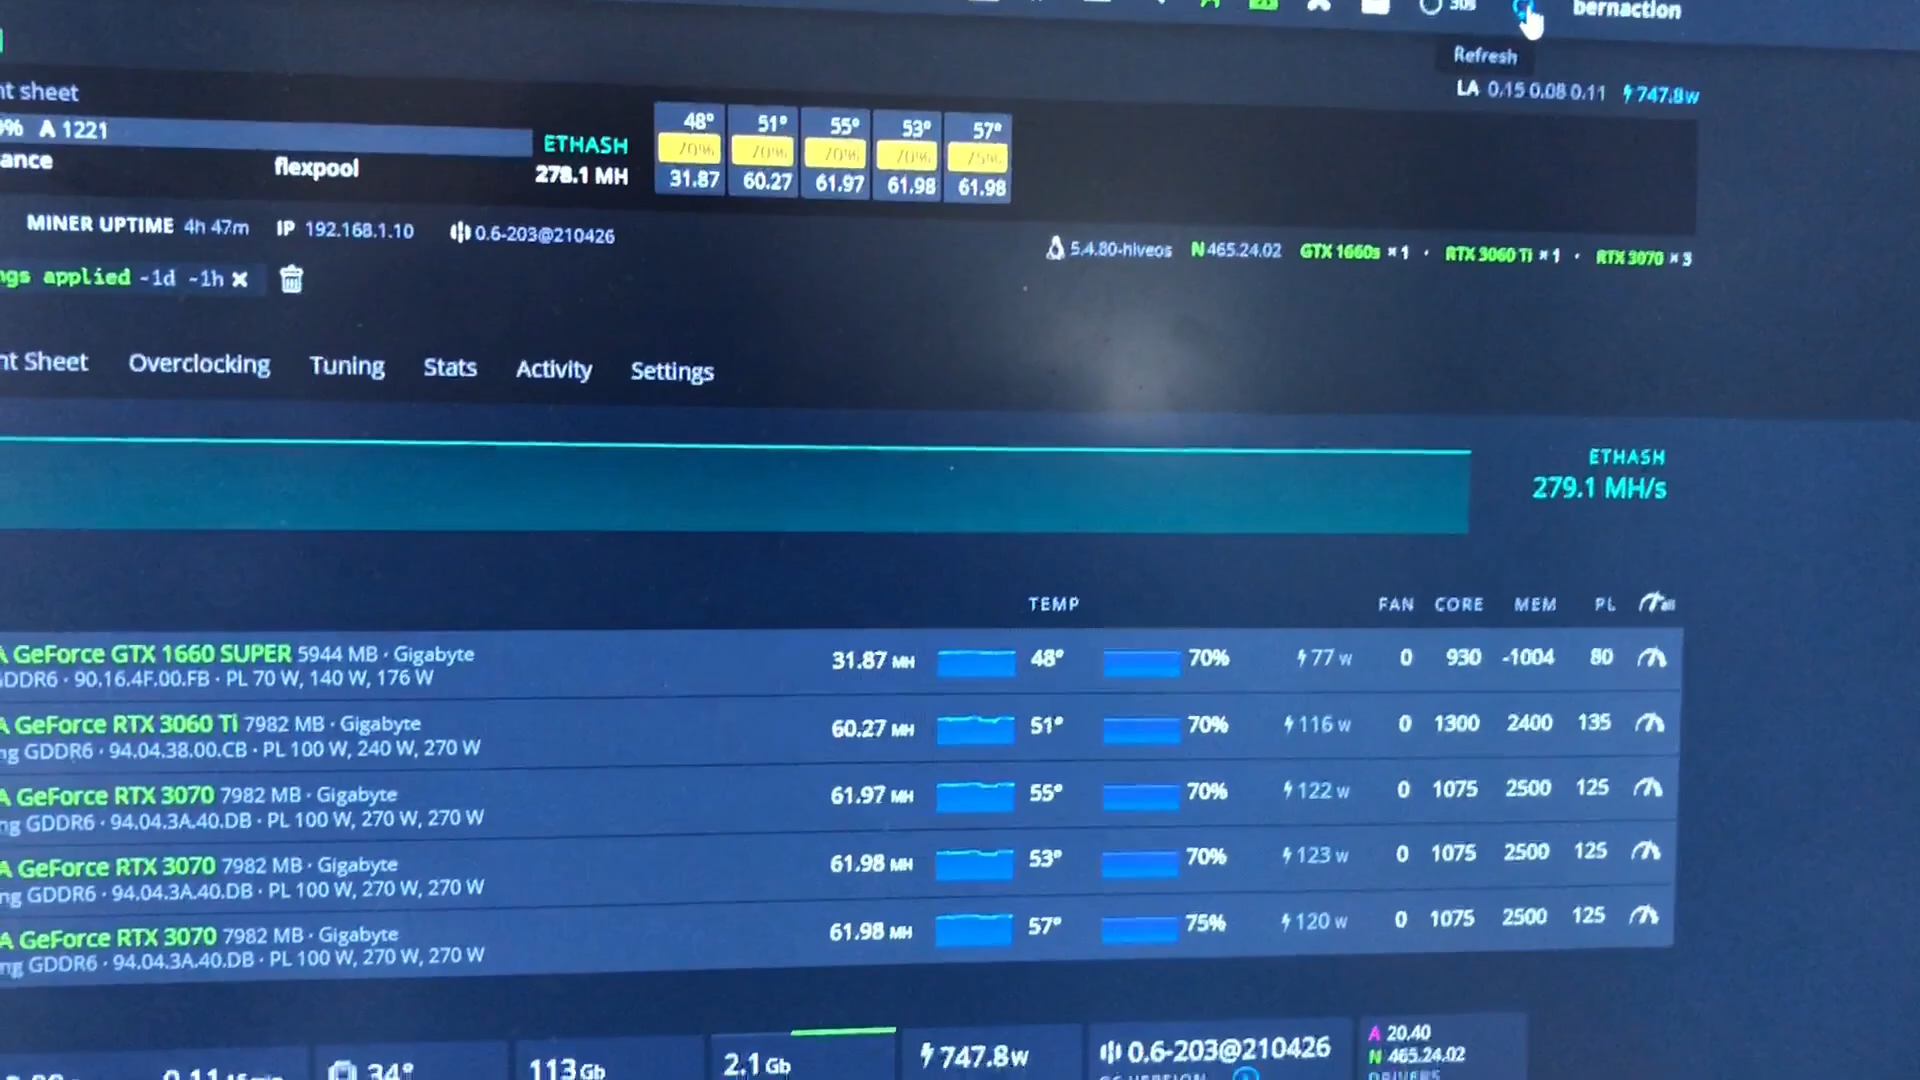 30s bernaction
Refresh
nt sheet
LA 0.15 0.08 0.11 747.8w
% A 1221
ance flexpool
ETHASH
278.1 MH
48° 51° 55° 53° 57°
70% 70% 70% 70% 75%
31.87 60.27 61.97 61.98 61.98
MINER UPTIME 4h 47m IP 192.168.1.10 0.6-203@210426
5.4.80-hiveos N 465.24.02 GTX 1660s × 1 · RTX 3060 Ti × 1 · RTX 3070 × 3
ngs applied -1d -1h ×
nt Sheet Overclocking Tuning Stats Activity Settings
ETHASH
279.1 MH/s
TEMP FAN CORE MEM PL all
A GeForce GTX 1660 SUPER 5944 MB · Gigabyte 31.87 MH 48° 70% 77 w 0 930 -1004 80
GDDR6 · 90.16.4F.00.FB · PL 70 W, 140 W, 176 W
A GeForce RTX 3060 Ti 7982 MB · Gigabyte 60.27 MH 51° 70% 116 w 0 1300 2400 135
ng GDDR6 · 94.04.38.00.CB · PL 100 W, 240 W, 270 W
A GeForce RTX 3070 7982 MB · Gigabyte 61.97 MH 55° 70% 122 w 0 1075 2500 125
ng GDDR6 · 94.04.3A.40.DB · PL 100 W, 270 W, 270 W
A GeForce RTX 3070 7982 MB · Gigabyte 61.98 MH 53° 70% 123 w 0 1075 2500 125
ng GDDR6 · 94.04.3A.40.DB · PL 100 W, 270 W, 270 W
A GeForce RTX 3070 7982 MB · Gigabyte 61.98 MH 57° 75% 120 w 0 1075 2500 125
ng GDDR6 · 94.04.3A.40.DB · PL 100 W, 270 W, 270 W
0.11 34° 113 Gb 2.1 Gb 747.8w 0.6-203@210426
A 20.40
N 465.24.02
DRIVERS